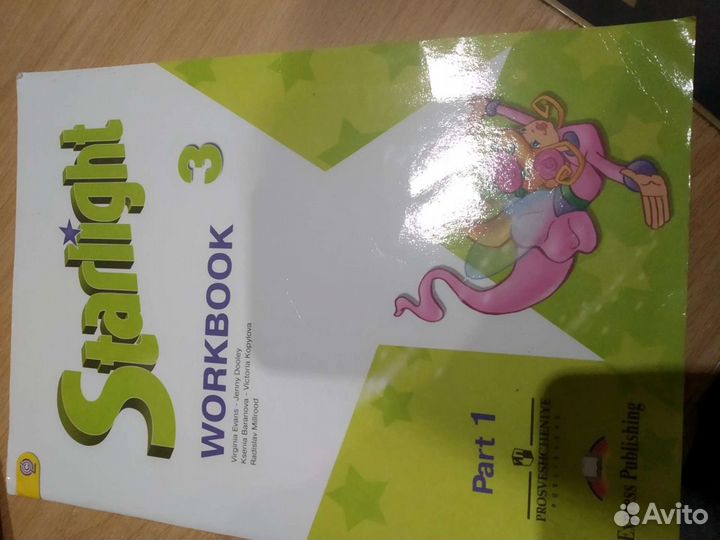 Starlight
WORKBOOK 3
Virginia Evans - Jenny Dooley
Ksenia Baranova - Victoria Kopylova
Radislav Millrood
Part 1
PROSVESHCHENIYE
PUBLISHERS
Express Publishing
Avito